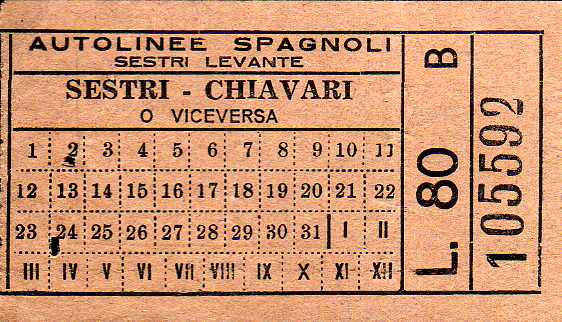 AUTOLINEE SPAGNOLI
SESTRI LEVANTE
SESTRI - CHIAVARI
O VICEVERSA
1 2 3 4 5 6 7 8 9 10 11
12 13 14 15 16 17 18 19 20 21 22
23 24 25 26 27 28 29 30 31 I II
III IV V VI VII VIII IX X XI XII
L. 80 B
105592